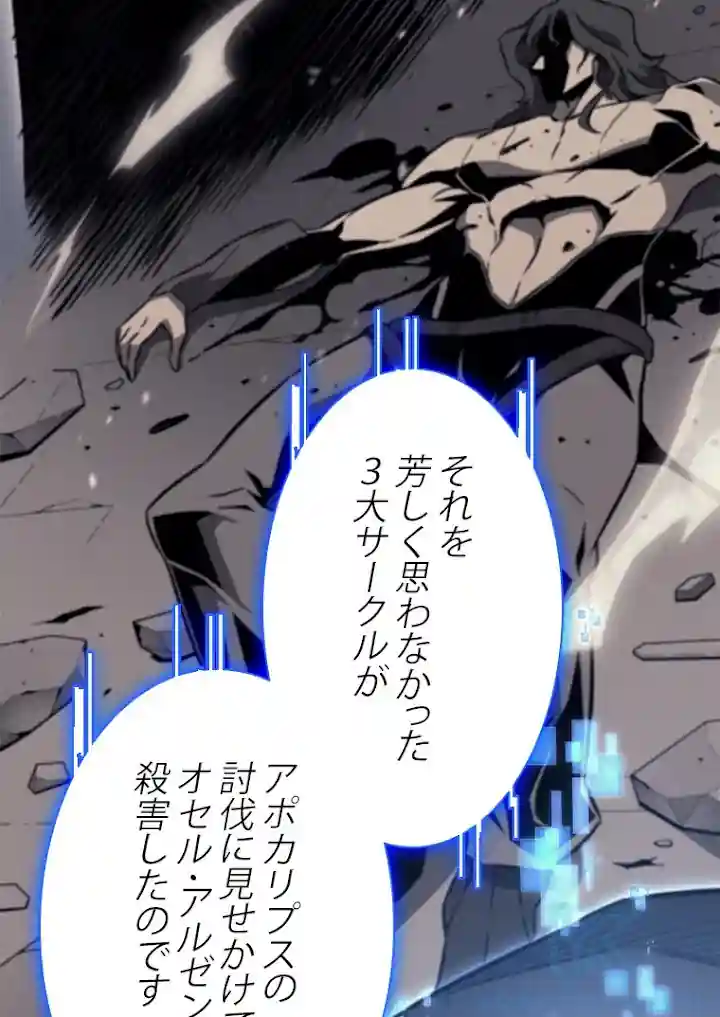 それを
芳しく思わなかった
3大サークルが
アポカリプスの
討伐に見せかけて
オセル・アルゼン
殺害したのです